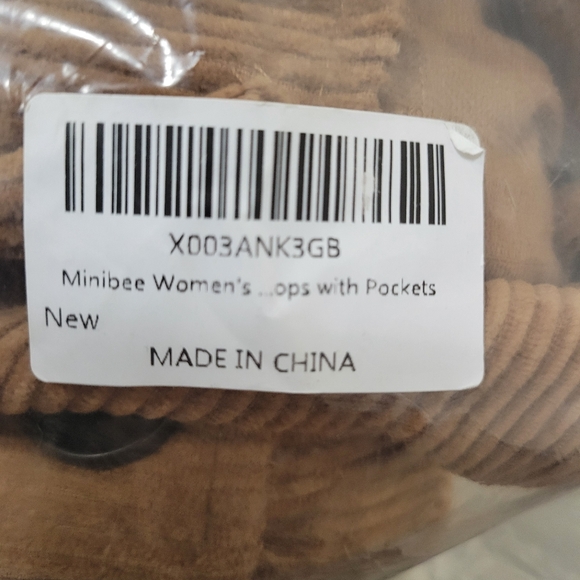 X003ANK3GB
Minibee Women's ...ops with Pockets
New
MADE IN CHINA